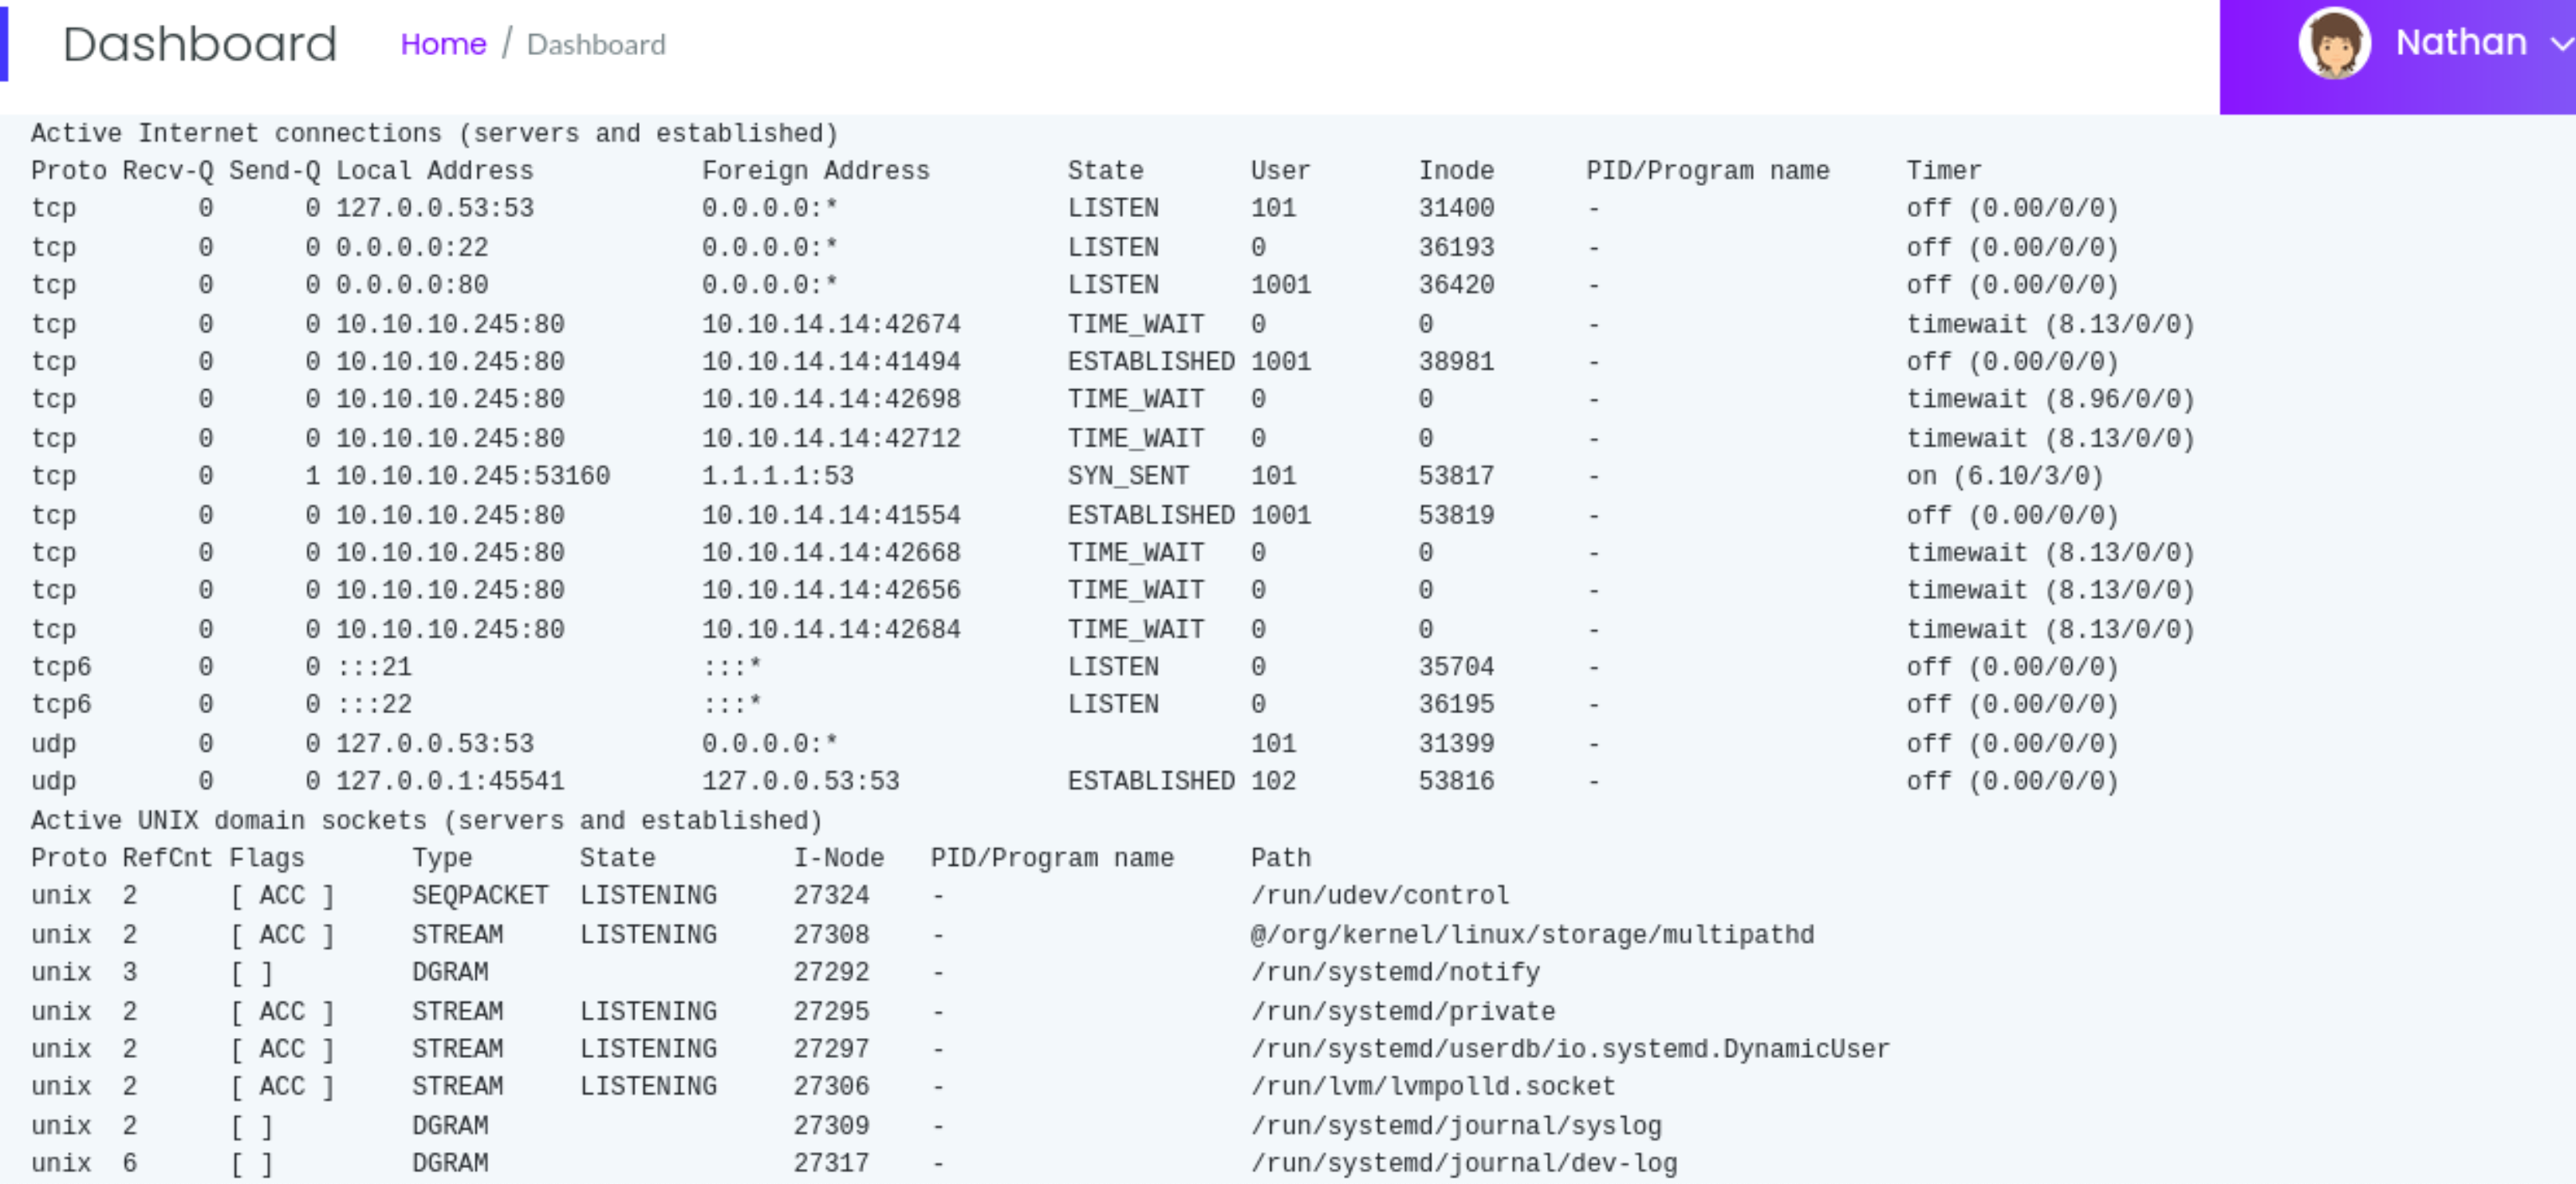 Dashboard Home / Dashboard Nathan
Active Internet connections (servers and established)
Proto Recv-Q Send-Q Local Address           Foreign Address         State       User       Inode      PID/Program name     Timer
tcp        0      0 127.0.0.53:53           0.0.0.0:*               LISTEN      101        31400      -                    off (0.00/0/0)
tcp        0      0 0.0.0.0:22              0.0.0.0:*               LISTEN      0          36193      -                    off (0.00/0/0)
tcp        0      0 0.0.0.0:80              0.0.0.0:*               LISTEN      1001       36420      -                    off (0.00/0/0)
tcp        0      0 10.10.10.245:80         10.10.14.14:42674       TIME_WAIT   0          0          -                    timewait (8.13/0/0)
tcp        0      0 10.10.10.245:80         10.10.14.14:41494       ESTABLISHED 1001       38981      -                    off (0.00/0/0)
tcp        0      0 10.10.10.245:80         10.10.14.14:42698       TIME_WAIT   0          0          -                    timewait (8.96/0/0)
tcp        0      0 10.10.10.245:80         10.10.14.14:42712       TIME_WAIT   0          0          -                    timewait (8.13/0/0)
tcp        0      1 10.10.10.245:53160      1.1.1.1:53              SYN_SENT    101        53817      -                    on (6.10/3/0)
tcp        0      0 10.10.10.245:80         10.10.14.14:41554       ESTABLISHED 1001       53819      -                    off (0.00/0/0)
tcp        0      0 10.10.10.245:80         10.10.14.14:42668       TIME_WAIT   0          0          -                    timewait (8.13/0/0)
tcp        0      0 10.10.10.245:80         10.10.14.14:42656       TIME_WAIT   0          0          -                    timewait (8.13/0/0)
tcp        0      0 10.10.10.245:80         10.10.14.14:42684       TIME_WAIT   0          0          -                    timewait (8.13/0/0)
tcp6       0      0 :::21                   :::*                    LISTEN      0          35704      -                    off (0.00/0/0)
tcp6       0      0 :::22                   :::*                    LISTEN      0          36195      -                    off (0.00/0/0)
udp        0      0 127.0.0.53:53           0.0.0.0:*                           101        31399      -                    off (0.00/0/0)
udp        0      0 127.0.0.1:45541         127.0.0.53:53           ESTABLISHED 102        53816      -                    off (0.00/0/0)
Active UNIX domain sockets (servers and established)
Proto RefCnt Flags       Type       State         I-Node   PID/Program name     Path
unix  2      [ ACC ]     SEQPACKET  LISTENING     27324    -                    /run/udev/control
unix  2      [ ACC ]     STREAM     LISTENING     27308    -                    @/org/kernel/linux/storage/multipathd
unix  3      [ ]         DGRAM                    27292    -                    /run/systemd/notify
unix  2      [ ACC ]     STREAM     LISTENING     27295    -                    /run/systemd/private
unix  2      [ ACC ]     STREAM     LISTENING     27297    -                    /run/systemd/userdb/io.systemd.DynamicUser
unix  2      [ ACC ]     STREAM     LISTENING     27306    -                    /run/lvm/lvmpolld.socket
unix  2      [ ]         DGRAM                    27309    -                    /run/systemd/journal/syslog
unix  6      [ ]         DGRAM                    27317    -                    /run/systemd/journal/dev-log